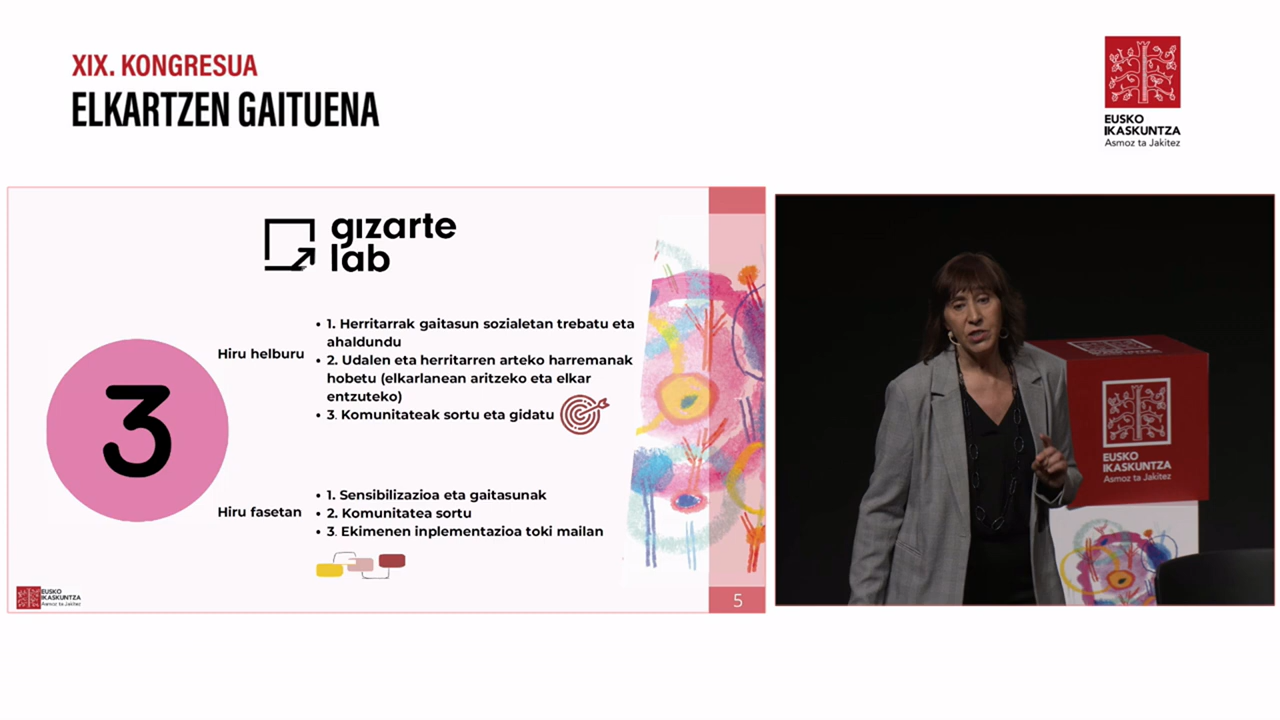 XIX. KONGRESUA
ELKARTZEN GAITUENA
EUSKO
IKASKUNTZA
Asmoz ta Jakitez
gizarte
lab
3
Hiru helburu
• 1. Herritarrak gaitasun sozialetan trebatu eta
ahaldundu
• 2. Udalen eta herritarren arteko harremanak
hobetu (elkarlanean aritzeko eta elkar
entzuteko)
• 3. Komunitateak sortu eta gidatu
Hiru fasetan
• 1. Sensibilizazioa eta gaitasunak
• 2. Komunitatea sortu
• 3. Ekimenen inplementazioa toki mailan
EUSKO
IKASKUNTZA
Asmoz ta Jakitez
5
EUSKO
IKASKUNTZA
Asmoz ta Jakitez